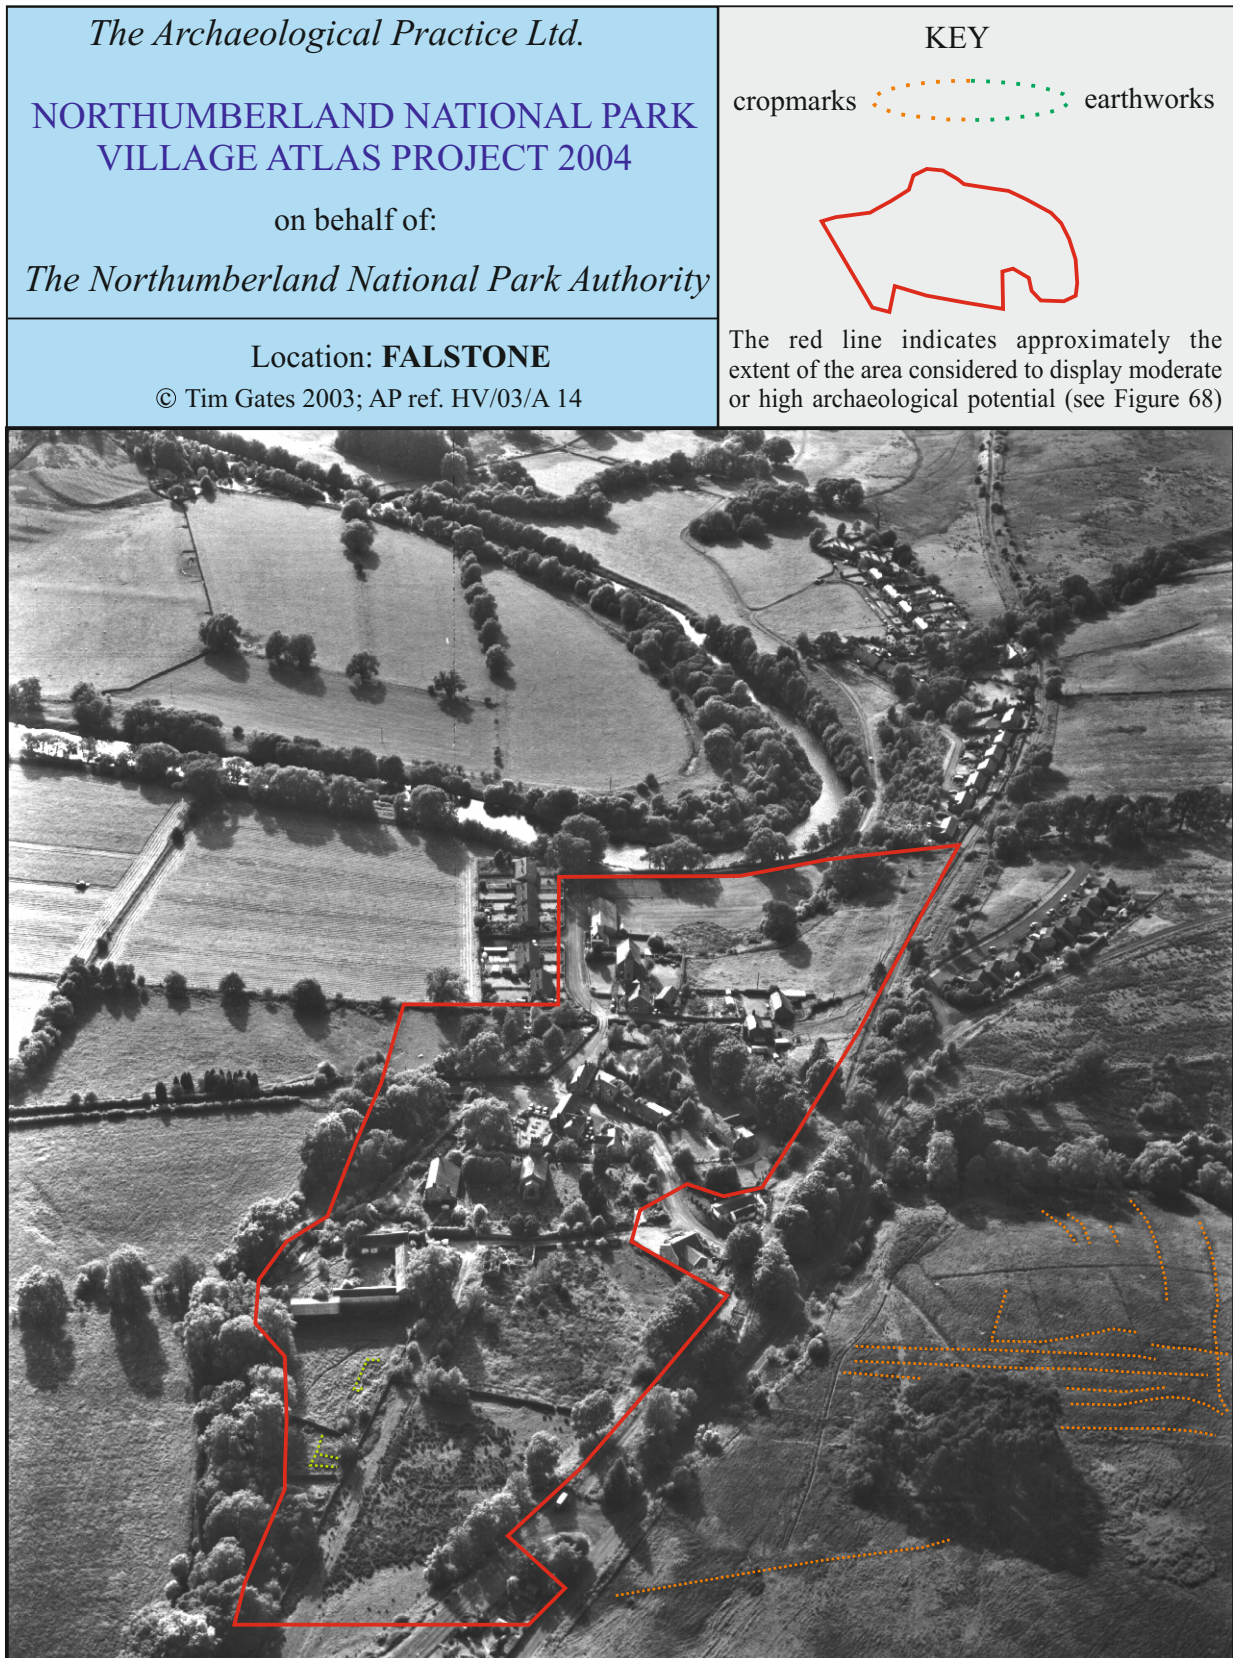 The Archaeological Practice Ltd.
NORTHUMBERLAND NATIONAL PARK
VILLAGE ATLAS PROJECT 2004
on behalf of:
The Northumberland National Park Authority
Location: FALSTONE
© Tim Gates 2003; AP ref. HV/03/A 14
KEY
cropmarks earthworks
The red line indicates approximately the
extent of the area considered to display moderate
or high archaeological potential (see Figure 68)